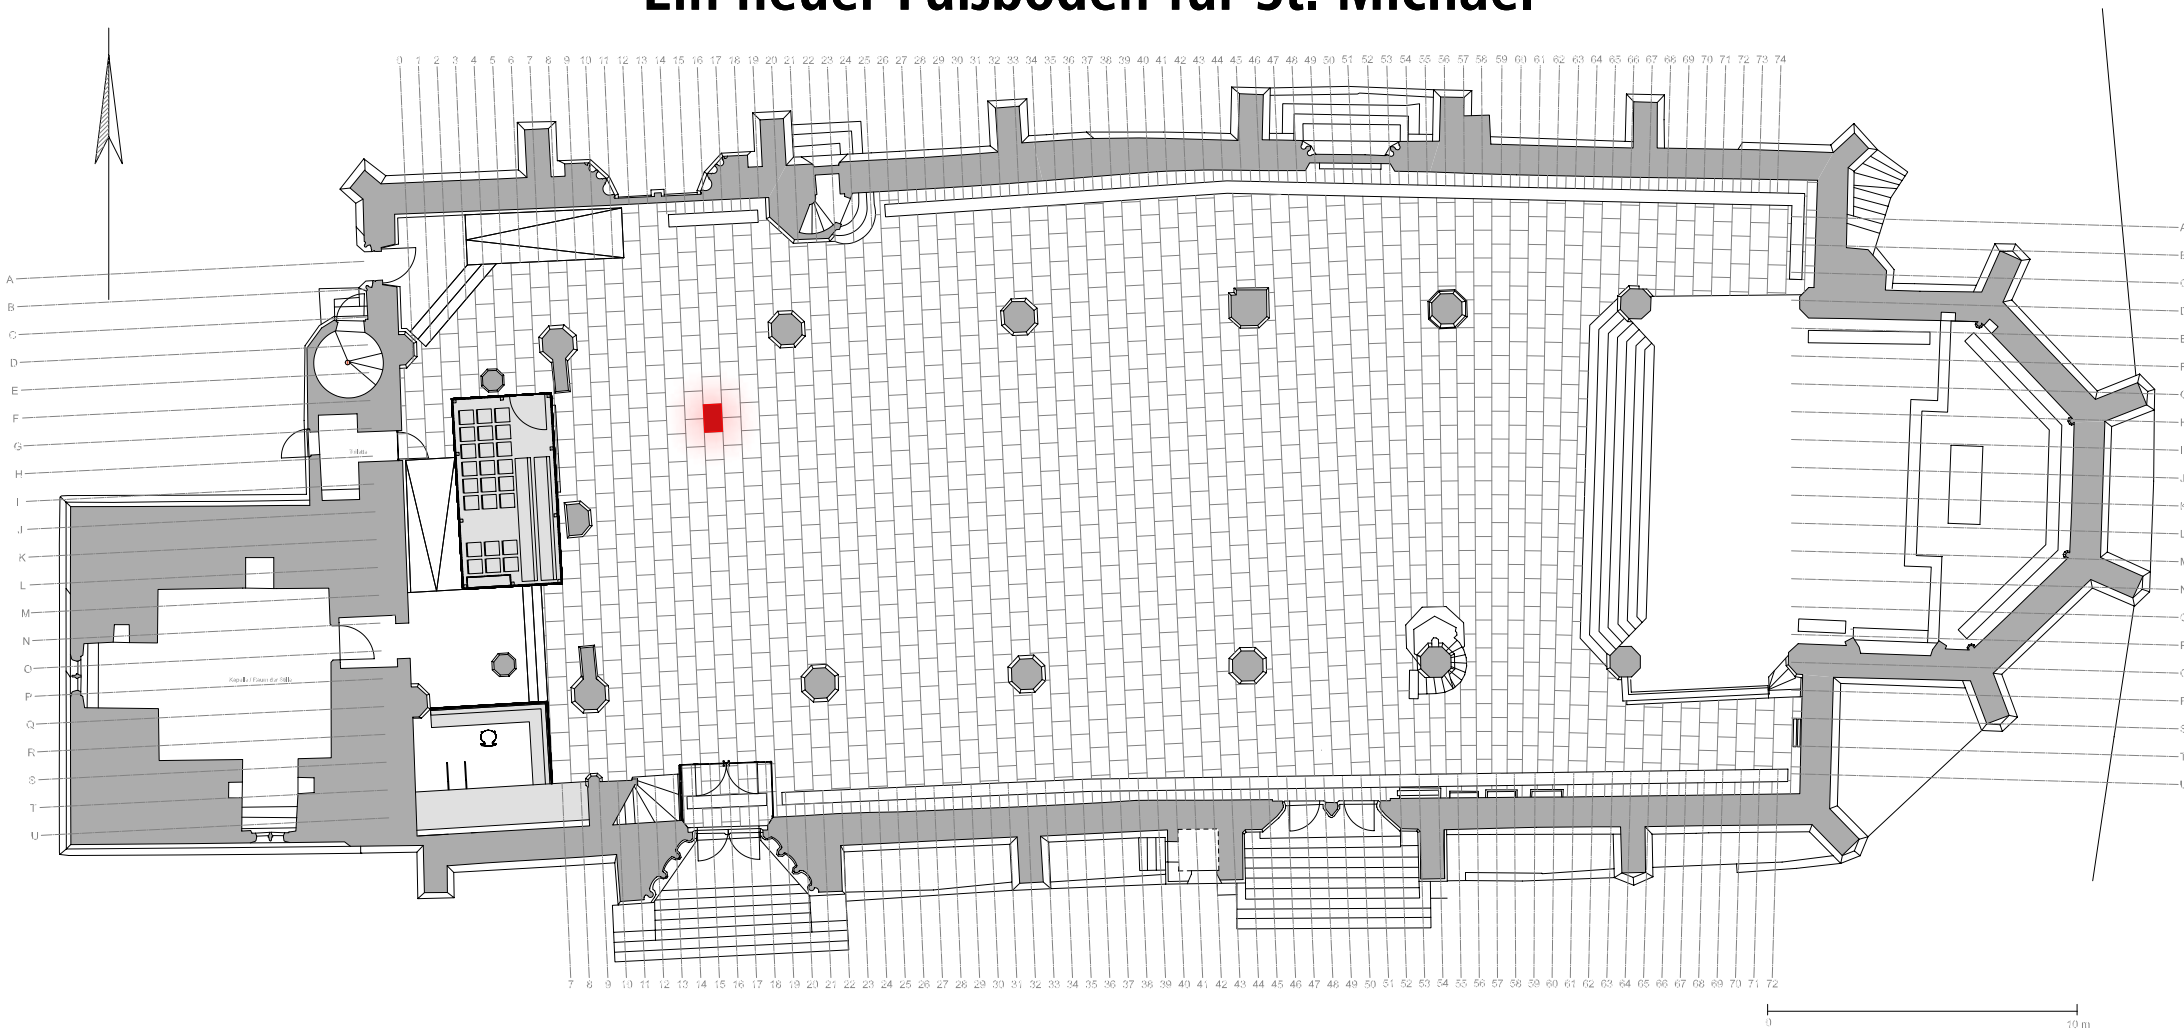 Ein neuer Fußboden für St. Michael
0 1 2 3 4 5 6 7 8 9 10 11 12 13 14 15 16 17 18 19 20 21 22 23 24 25 26 27 28 29 30 31 32 33 34 35 36 37 38 39 40 41 42 43 44 45 46 47 48 49 50 51 52 53 54 55 56 57 58 59 60 61 62 63 64 65 66 67 68 69 70 71 72 73 74
A
B
C
D
E
F
G
H
I
J
K
L
M
N
O
P
Q
R
S
T
U
7 8 9 10 11 12 13 14 15 16 17 18 19 20 21 22 23 24 25 26 27 28 29 30 31 32 33 34 35 36 37 38 39 40 41 42 43 44 45 46 47 48 49 50 51 52 53 54 55 56 57 58 59 60 61 62 63 64 65 66 67 68 69 70 71 72
0 10 m